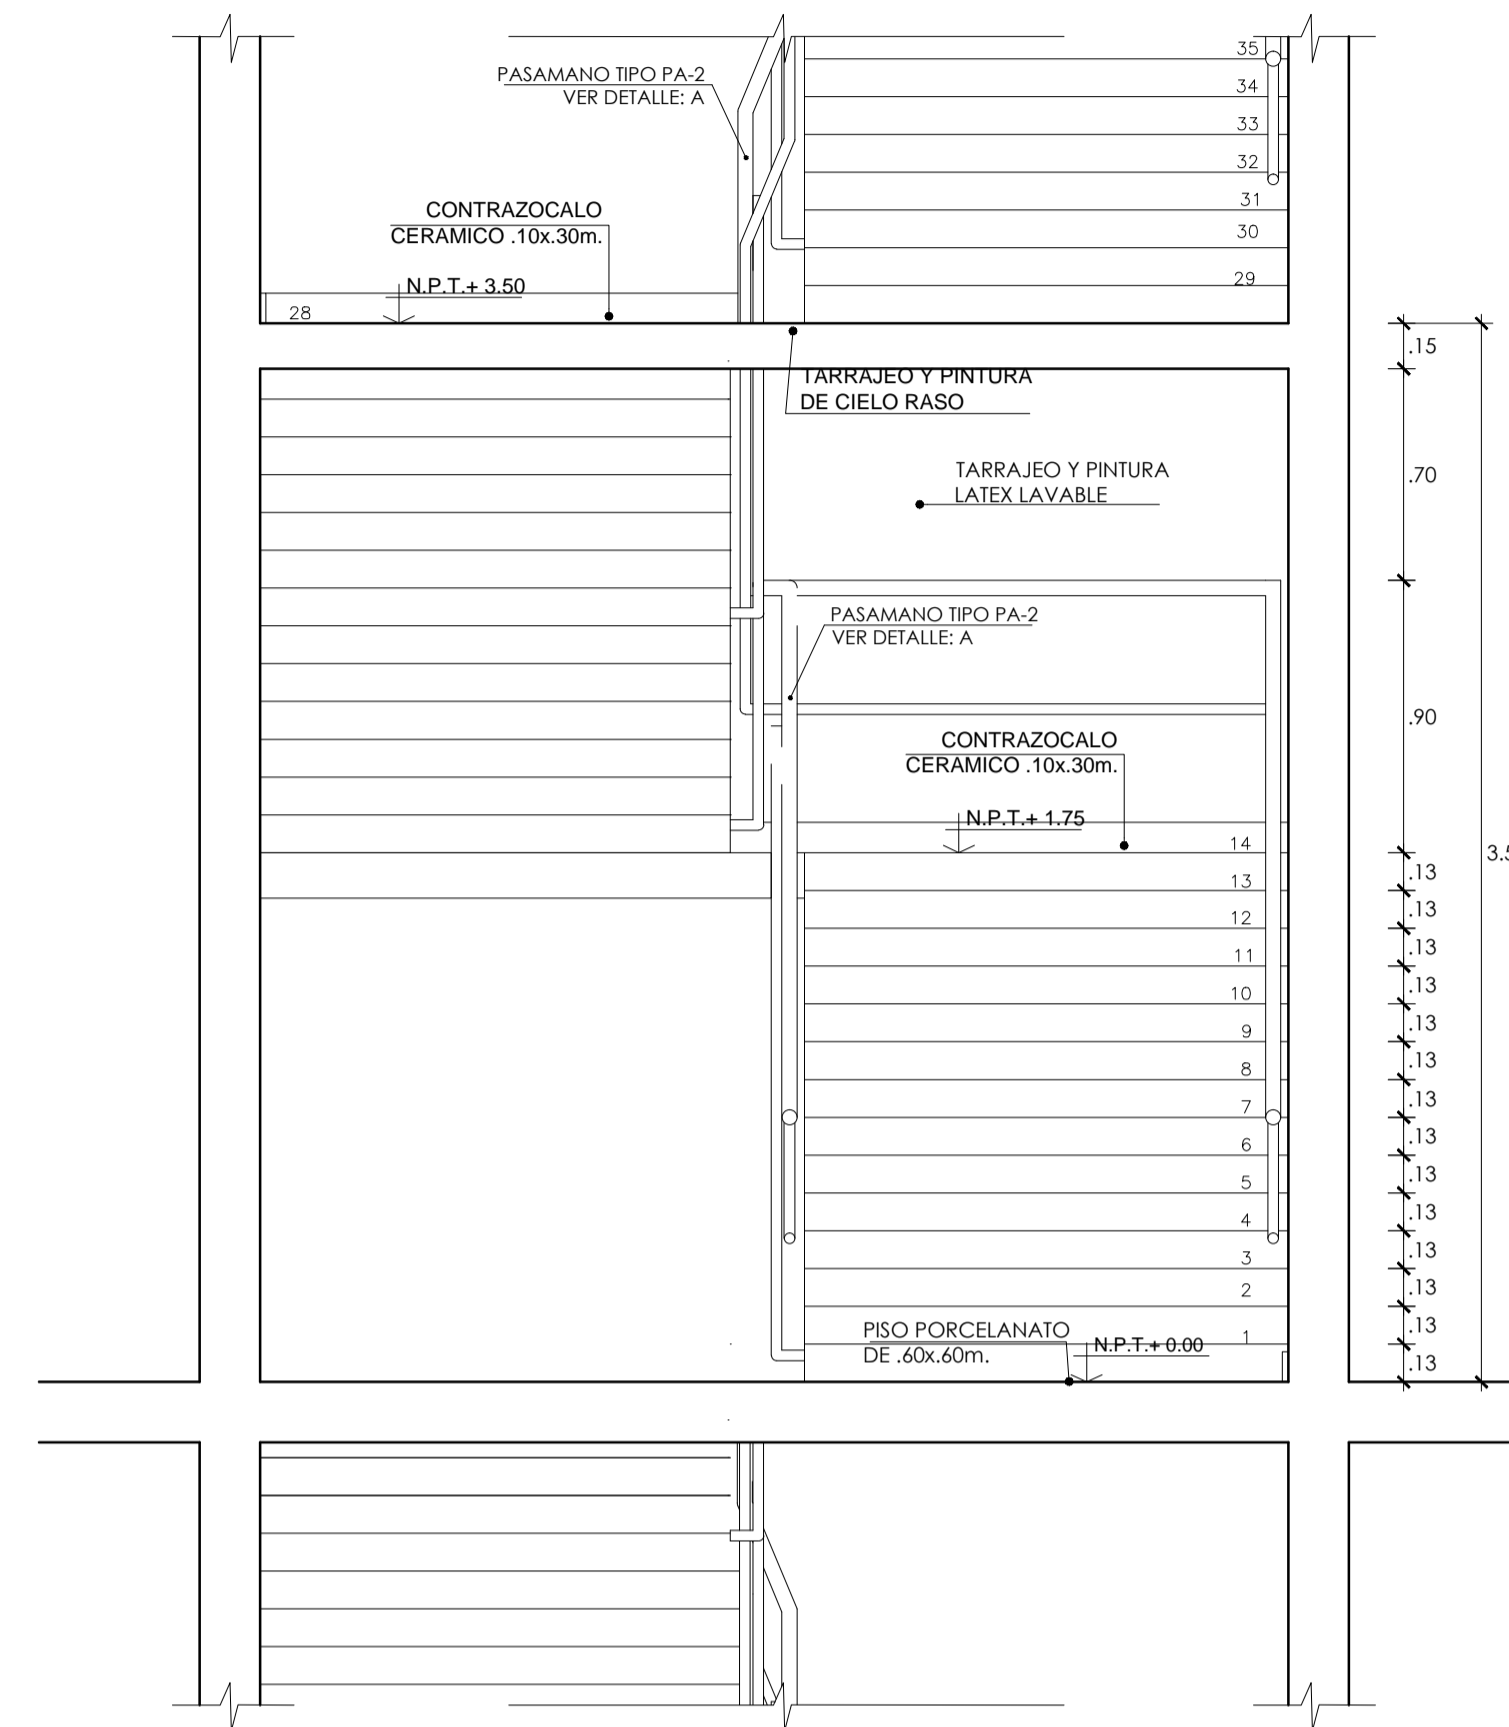 35
PASAMANO TIPO PA-2
VER DETALLE: A
34
33
32
31
30
29
CONTRAZOCALO
CERAMICO .10x.30m.
N.P.T.+ 3.50
28
.15
TARRAJEO Y PINTURA
DE CIELO RASO
TARRAJEO Y PINTURA
LATEX LAVABLE
.70
PASAMANO TIPO PA-2
VER DETALLE: A
.90
CONTRAZOCALO
CERAMICO .10x.30m.
N.P.T.+ 1.75
14
3.5
13
.13
12
.13
11
.13
10
.13
9
.13
8
.13
7
.13
6
.13
5
.13
4
.13
3
.13
2
.13
1
.13
PISO PORCELANATO
DE .60x.60m.
N.P.T.+ 0.00
.13